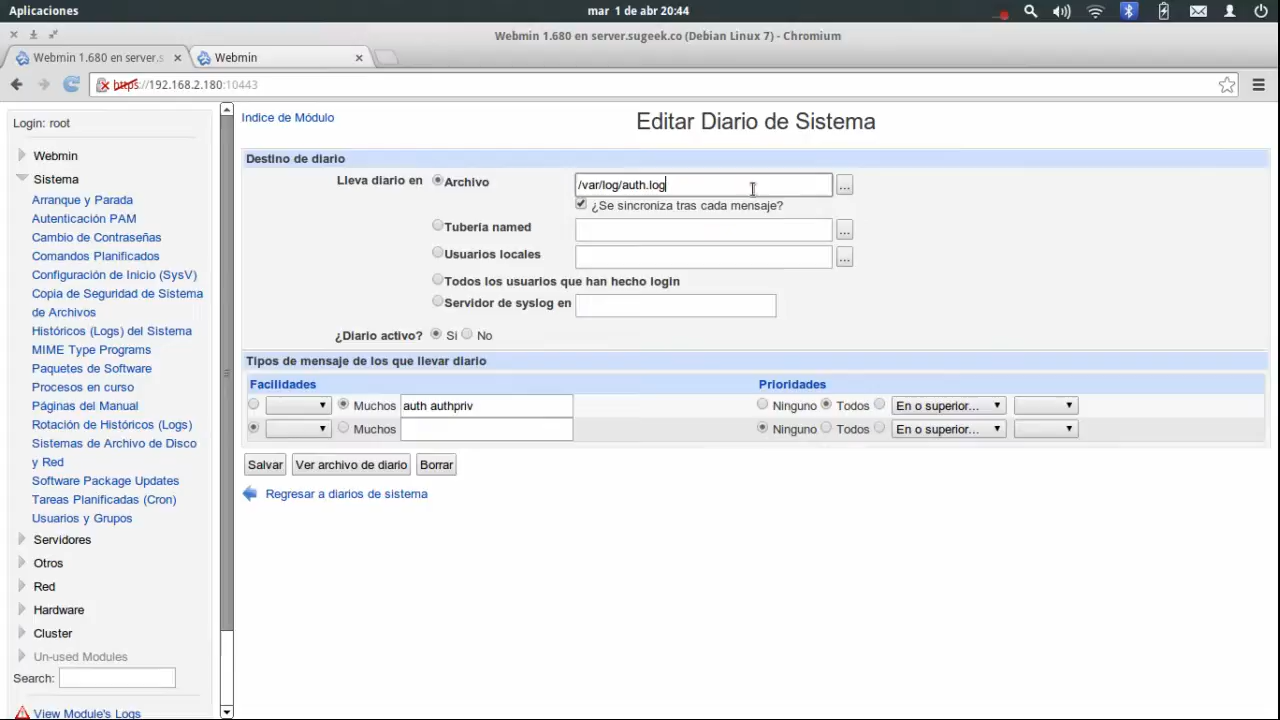 Aplicaciones
mar 1 de abr 20:44
Webmin 1.680 en server.sugeek.co (Debian Linux 7) - Chromium
Webmin 1.680 en server.s
Webmin
https://192.168.2.180:10443
Login: root
Webmin
Sistema
Arranque y Parada
Autenticación PAM
Cambio de Contraseñas
Comandos Planificados
Configuración de Inicio (SysV)
Copia de Seguridad de Sistema
de Archivos
Históricos (Logs) del Sistema
MIME Type Programs
Paquetes de Software
Procesos en curso
Páginas del Manual
Rotación de Históricos (Logs)
Sistemas de Archivo de Disco
y Red
Software Package Updates
Tareas Planificadas (Cron)
Usuarios y Grupos
Servidores
Otros
Red
Hardware
Cluster
Un-used Modules
Search:
View Module's Logs
Indice de Módulo
Editar Diario de Sistema
Destino de diario
Lleva diario en Archivo /var/log/auth.log ...
¿Se sincroniza tras cada mensaje?
Tubería named ...
Usuarios locales ...
Todos los usuarios que han hecho login
Servidor de syslog en
¿Diario activo? Si No
Tipos de mensaje de los que llevar diario
Facilidades Prioridades
Muchos auth authpriv Ninguno Todos En o superior...
Muchos Ninguno Todos En o superior...
Salvar Ver archivo de diario Borrar
Regresar a diarios de sistema